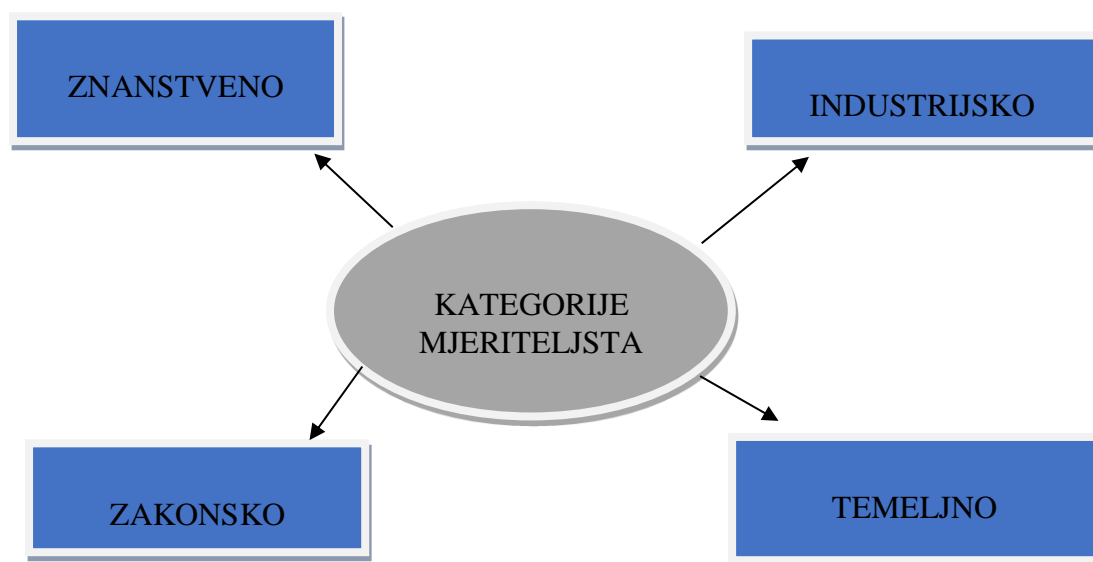 ZNANSTVENO
INDUSTRIJSKO
KATEGORIJE
MJERITELJSTA
ZAKONSKO
TEMELJNO